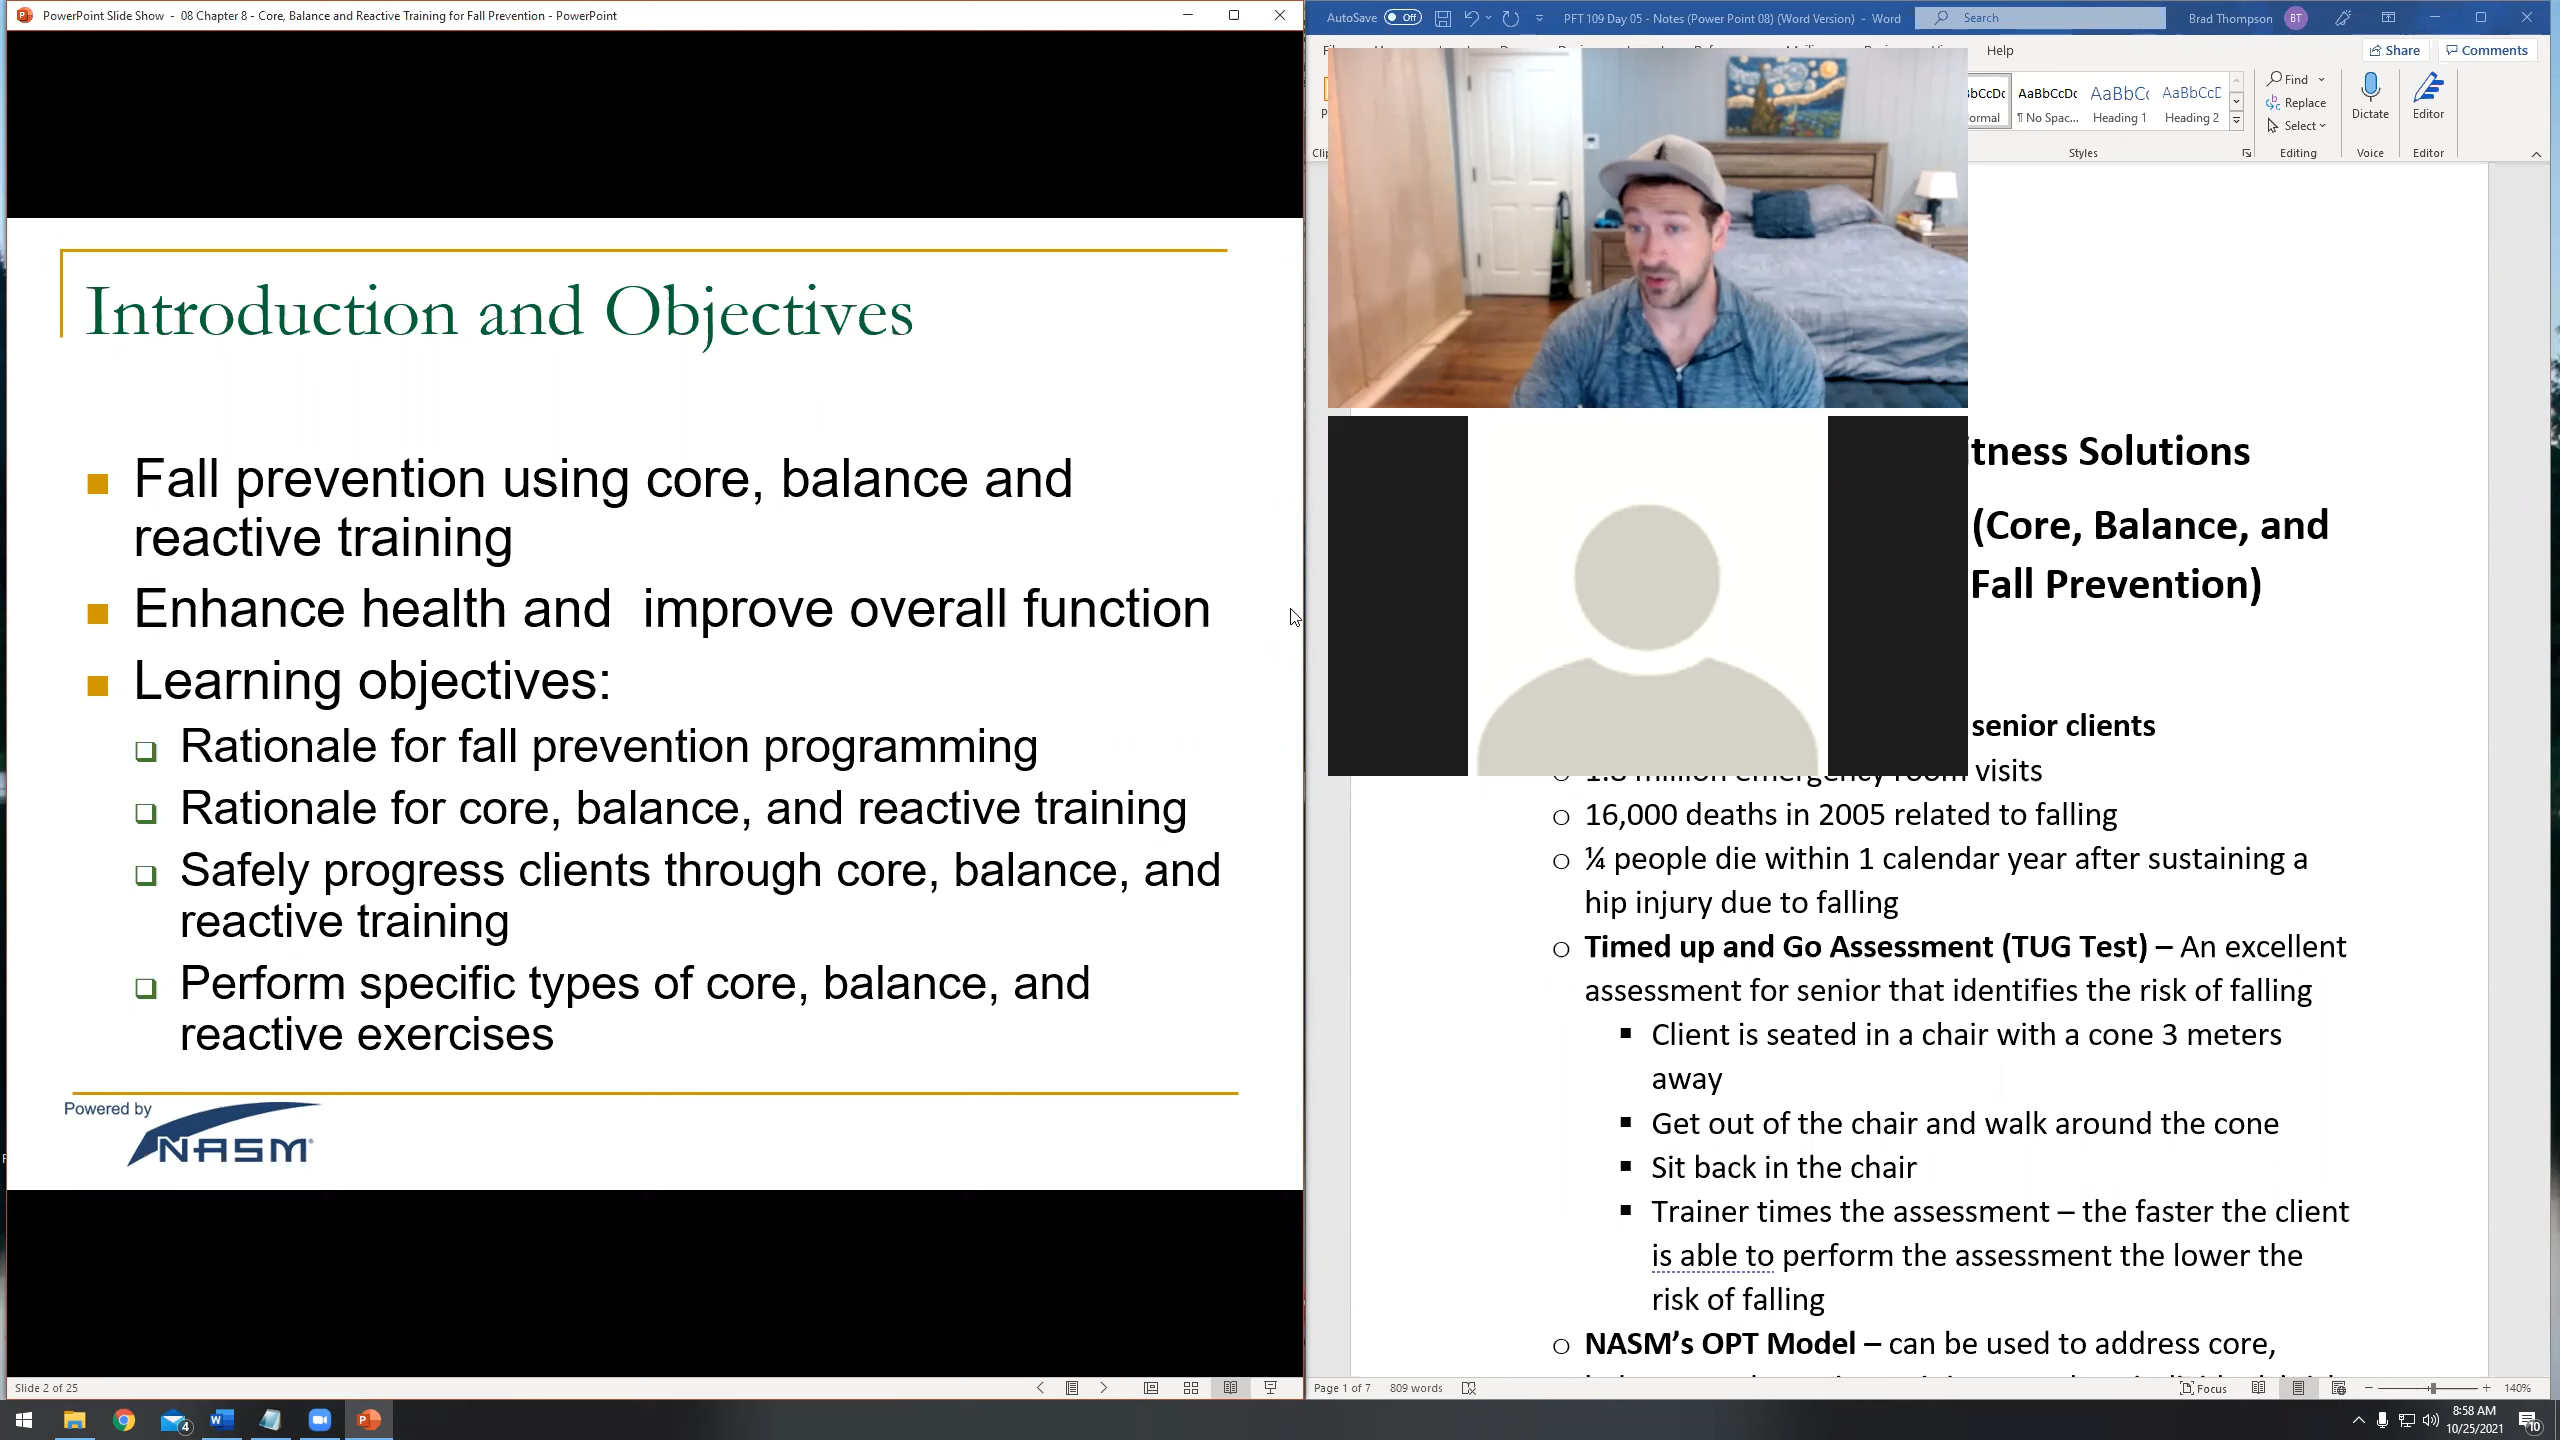 PowerPoint Slide Show - 08 Chapter 8 - Core, Balance and Reactive Training for Fall Prevention - PowerPoint
Introduction and Objectives
Fall prevention using core, balance and
reactive training
Enhance health and  improve overall function
Learning objectives:
Rationale for fall prevention programming
Rationale for core, balance, and reactive training
Safely progress clients through core, balance, and
reactive training
Perform specific types of core, balance, and
reactive exercises
Powered by
NASM
Slide 2 of 25
AutoSave Off
PFT 109 Day 05 - Notes (Power Point 08) (Word Version) - Word
Search
Brad Thompson BT
Help
Share
Comments
AaBbCcDc AaBbCc AaBbCcD
¶ No Spac... Heading 1 Heading 2
Styles
Find
Replace
Select
Editing
Dictate
Voice
Editor
Editor
Solutions
(Core, Balance, and
Fall Prevention)
senior clients
visits
16,000 deaths in 2005 related to falling
¼ people die within 1 calendar year after sustaining a
hip injury due to falling
Timed up and Go Assessment (TUG Test) – An excellent
assessment for senior that identifies the risk of falling
Client is seated in a chair with a cone 3 meters
away
Get out of the chair and walk around the cone
Sit back in the chair
Trainer times the assessment – the faster the client
is able to perform the assessment the lower the
risk of falling
NASM's OPT Model – can be used to address core,
Page 1 of 7 809 words
Focus
140%
4
8:58 AM
10/25/2021
10